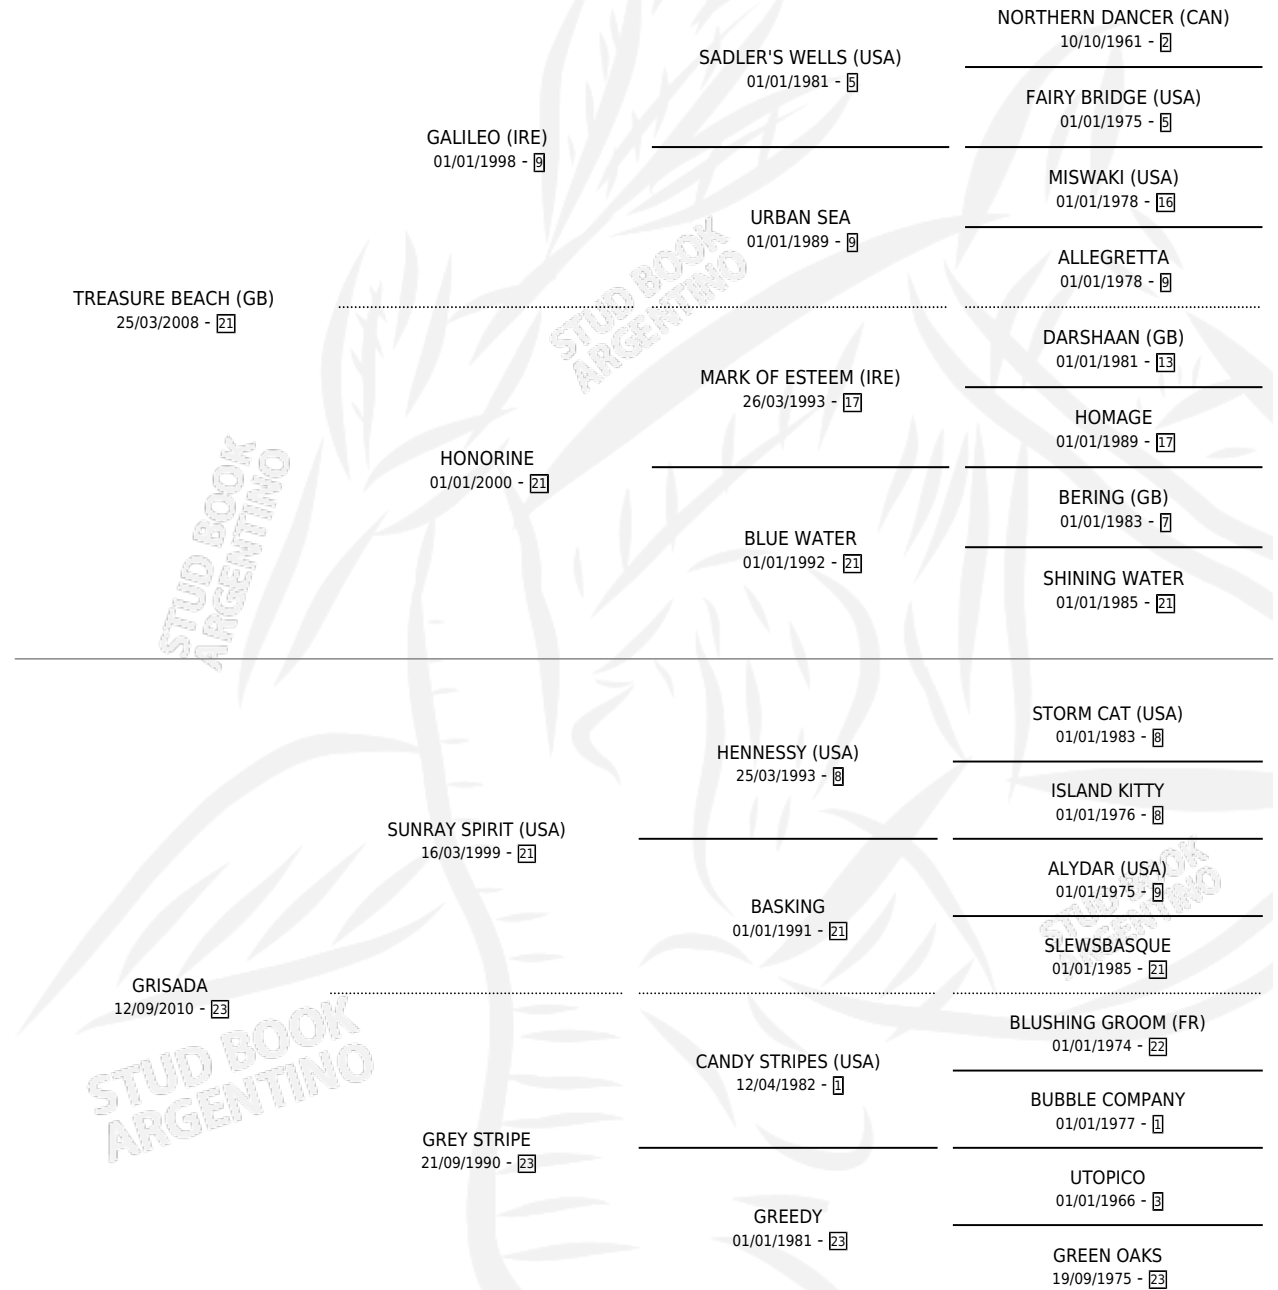 NORTHERN DANCER (CAN)
10/10/1961 - 2
SADLER'S WELLS (USA)
01/01/1981 - 5
FAIRY BRIDGE (USA)
01/01/1975 - 5
GALILEO (IRE)
01/01/1998 - 9
MISWAKI (USA)
01/01/1978 - 16
URBAN SEA
01/01/1989 - 9
ALLEGRETTA
01/01/1978 - 9
TREASURE BEACH (GB)
25/03/2008 - 21
DARSHAAN (GB)
01/01/1981 - 13
MARK OF ESTEEM (IRE)
26/03/1993 - 17
HOMAGE
01/01/1989 - 17
HONORINE
01/01/2000 - 21
BERING (GB)
01/01/1983 - 7
BLUE WATER
01/01/1992 - 21
SHINING WATER
01/01/1985 - 21
STORM CAT (USA)
01/01/1983 - 8
HENNESSY (USA)
25/03/1993 - 8
ISLAND KITTY
01/01/1976 - 8
SUNRAY SPIRIT (USA)
16/03/1999 - 21
ALYDAR (USA)
01/01/1975 - 9
BASKING
01/01/1991 - 21
SLEWSBASQUE
01/01/1985 - 21
GRISADA
12/09/2010 - 23
BLUSHING GROOM (FR)
01/01/1974 - 22
CANDY STRIPES (USA)
12/04/1982 - 1
BUBBLE COMPANY
01/01/1977 - 1
GREY STRIPE
21/09/1990 - 23
UTOPICO
01/01/1966 - 3
GREEDY
01/01/1981 - 23
GREEN OAKS
19/09/1975 - 23
STUD BOOK
ARGENTINO
STUD BOOK
ARGENTINO
STUD BOOK
ARGENTINO
STUD BOOK
ARGENTINO